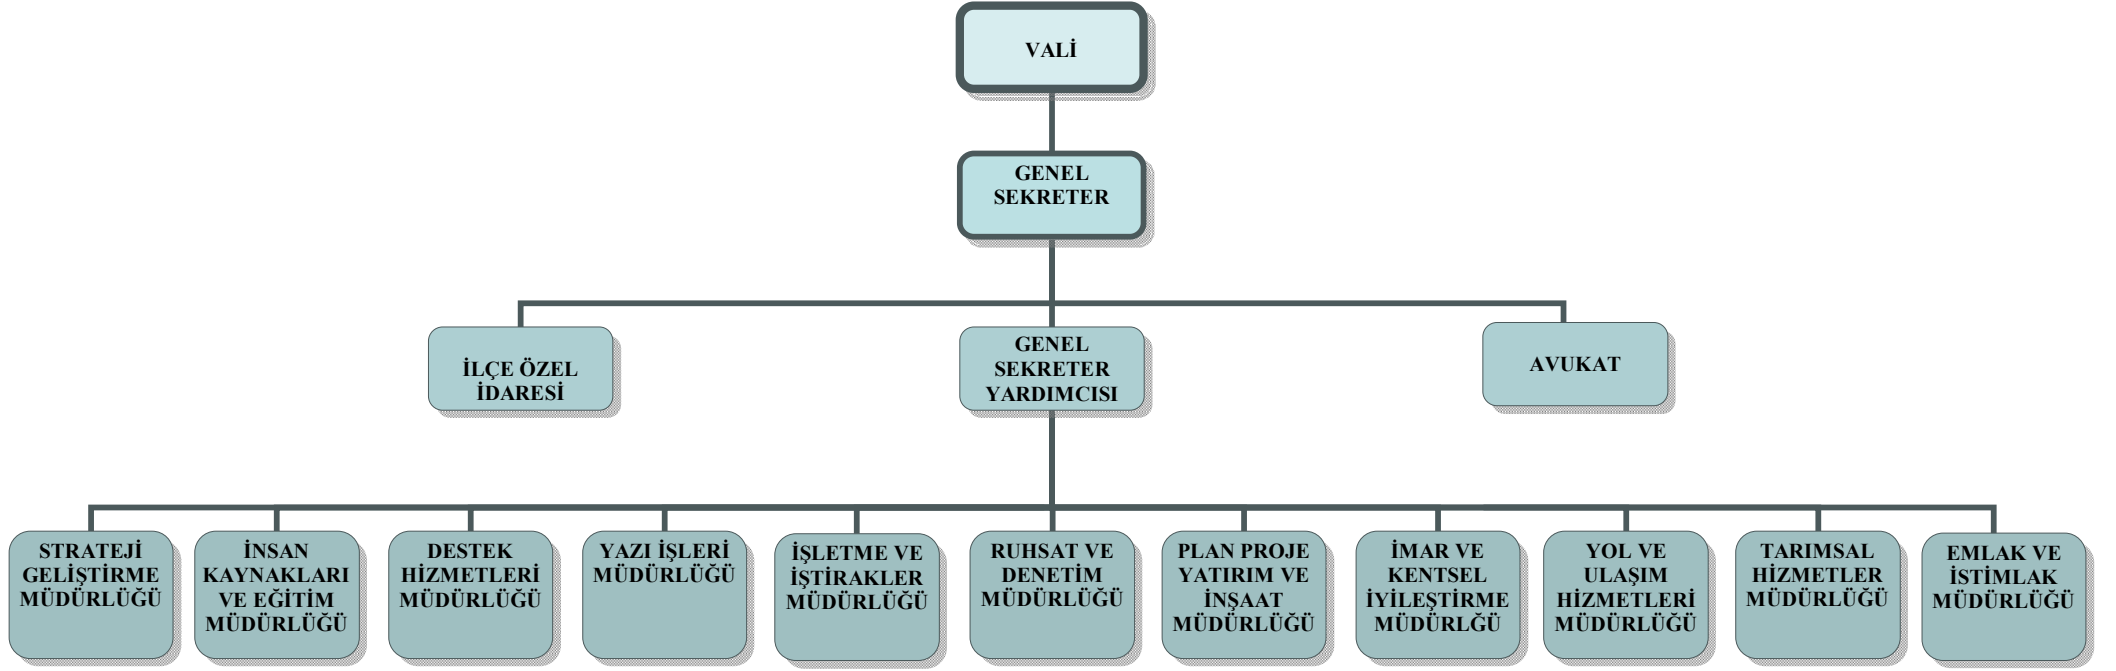 VALİ
GENEL
SEKRETER
İLÇE ÖZEL
İDARESİ
GENEL
SEKRETER
YARDIMCISI
AVUKAT
STRATEJİ
GELİŞTİRME
MÜDÜRLÜĞÜ
İNSAN
KAYNAKLARI
VE EĞİTİM
MÜDÜRLÜĞÜ
DESTEK
HİZMETLERİ
MÜDÜRLÜĞÜ
YAZI İŞLERİ
MÜDÜRLÜĞÜ
İŞLETME VE
İŞTİRAKLER
MÜDÜRLÜĞÜ
RUHSAT VE
DENETİM
MÜDÜRLÜĞÜ
PLAN PROJE
YATIRIM VE
İNŞAAT
MÜDÜRLÜĞÜ
İMAR VE
KENTSEL
İYİLEŞTİRME
MÜDÜRLĞÜ
YOL VE
ULAŞIM
HİZMETLERİ
MÜDÜRLÜĞÜ
TARIMSAL
HİZMETLER
MÜDÜRLÜĞÜ
EMLAK VE
İSTİMLAK
MÜDÜRLÜĞÜ